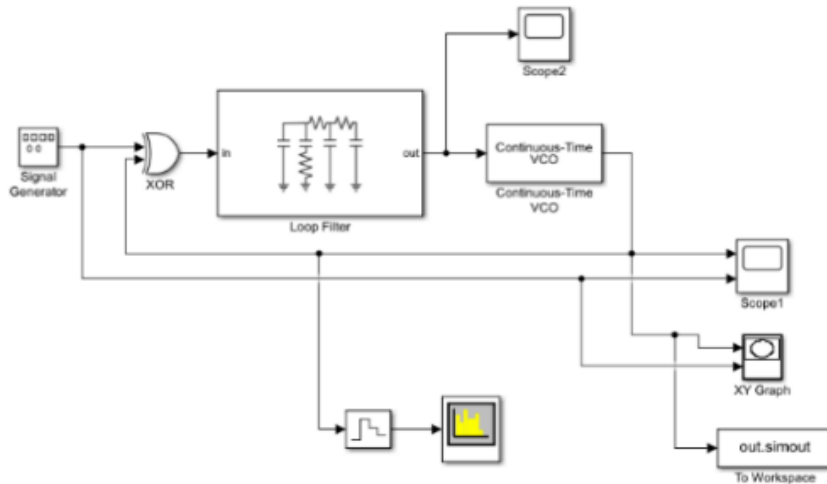 Scope2
in
out
Continuous-Time
VCO
Signal
Generator
XOR
Continuous-Time
VCO
Loop Filter
Scope1
XY Graph
out.simout
To Workspace